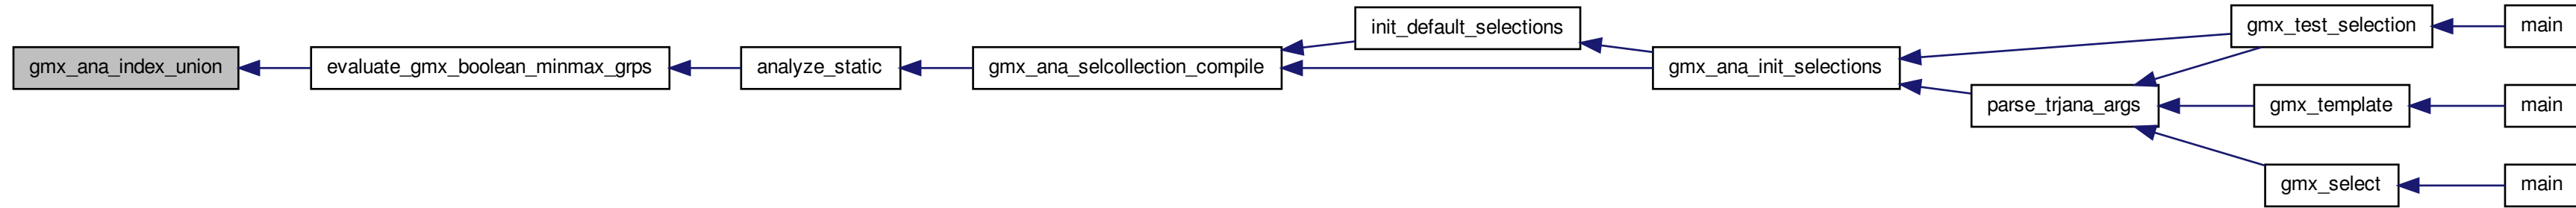 gmx_ana_index_union
evaluate_gmx_boolean_minmax_grps
analyze_static
gmx_ana_selcollection_compile
init_default_selections
gmx_ana_init_selections
gmx_test_selection
main
parse_trjana_args
gmx_template
main
gmx_select
main